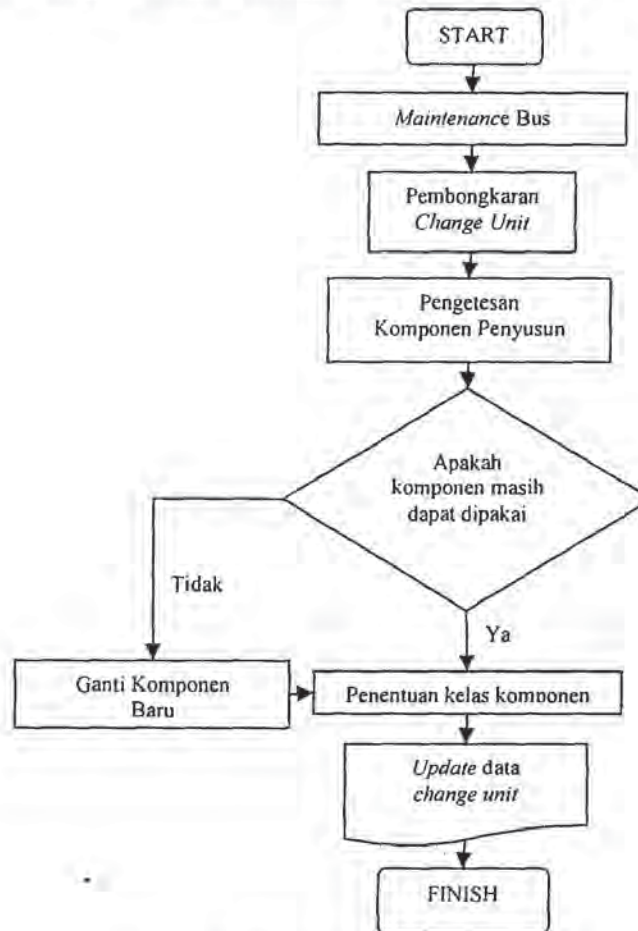 START
Maintenance Bus
Pembongkaran
Change Unit
Pengetesan
Komponen Penyusun
Apakah
komponen masih
dapat dipakai
Tidak
Ya
Ganti Komponen
Baru
Penentuan kelas komponen
Update data
change unit
FINISH